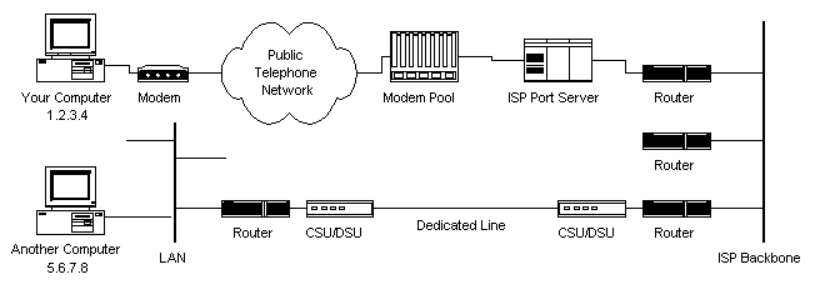 Public
Telephone
Network
Your Computer
1.2.3.4
Modem
Modem Pool
ISP Port Server
Router
Router
Another Computer
5.6.7.8
LAN
Router
CSU/DSU
Dedicated Line
CSU/DSU
Router
ISP Backbone